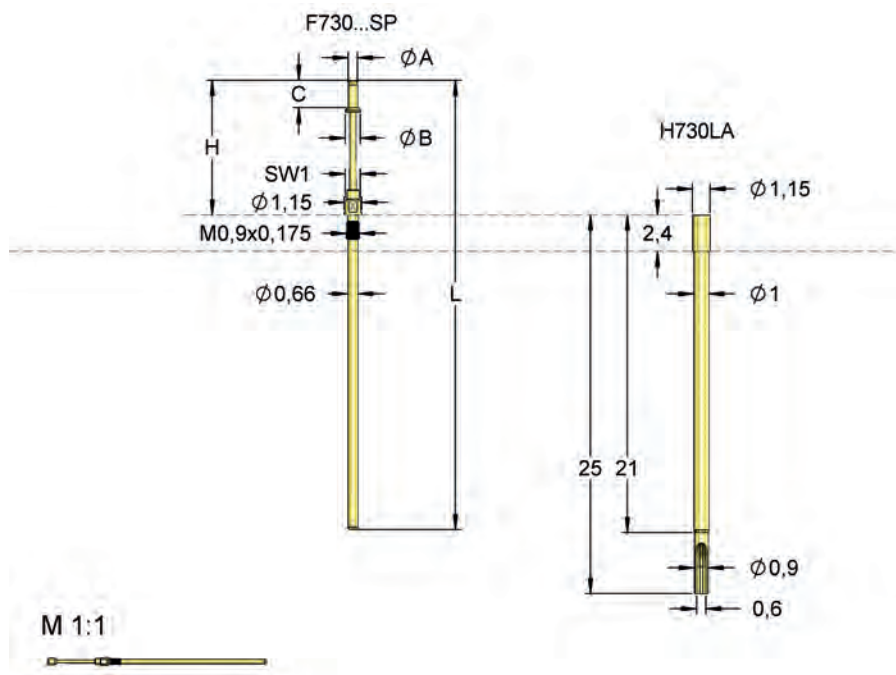 F730...SP
ØA
C
H
ØB
H730LA
SW1
Ø1,15
Ø1,15
M0,9x0,175
2,4
Ø0,66
L
Ø1
25
21
Ø0,9
0,6
M 1:1